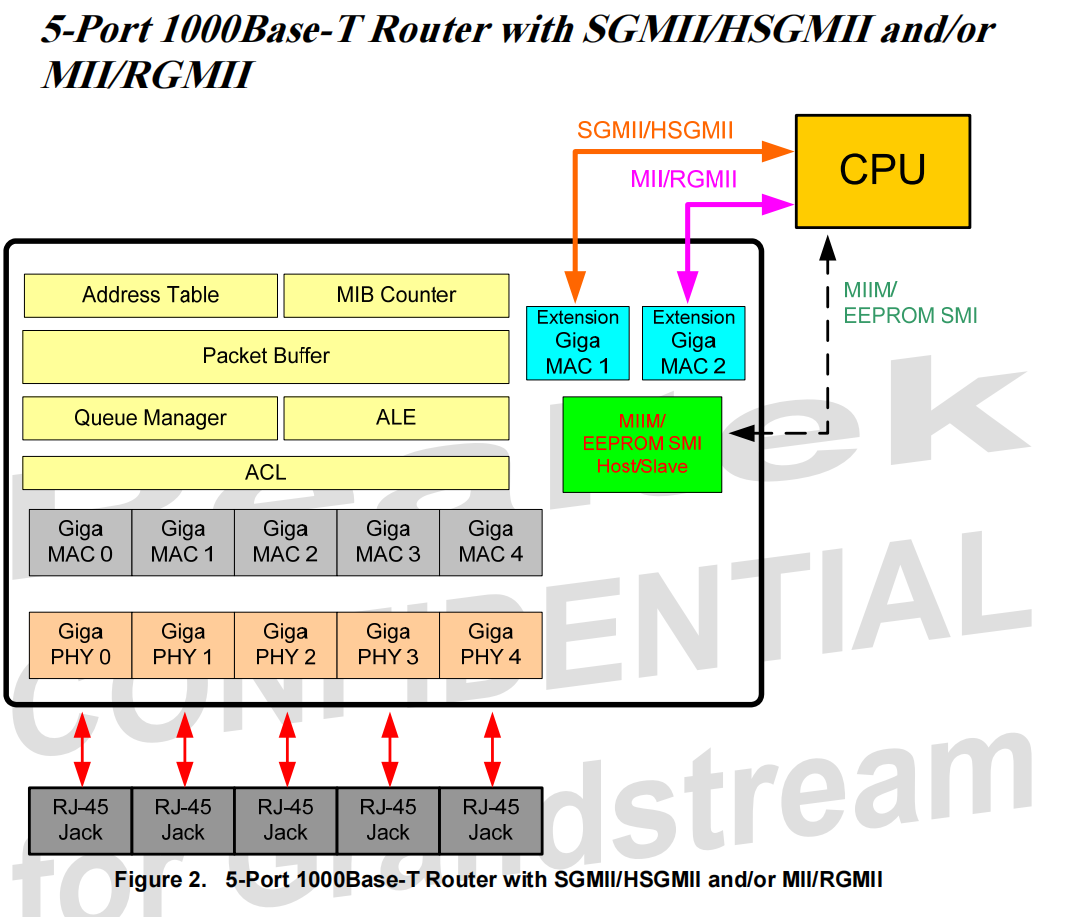 5-Port 1000Base-T Router with SGMII/HSGMII and/or
MII/RGMII
SGMII/HSGMII
CPU
MII/RGMII
MIIM/
EEPROM SMI
Address Table
MIB Counter
Extension
Giga
MAC 1
Extension
Giga
MAC 2
Packet Buffer
Queue Manager
ALE
MIIM/
EEPROM SMI
Host/Slave
ACL
Giga
MAC 0
Giga
MAC 1
Giga
MAC 2
Giga
MAC 3
Giga
MAC 4
Giga
PHY 0
Giga
PHY 1
Giga
PHY 2
Giga
PHY 3
Giga
PHY 4
RJ-45
Jack
RJ-45
Jack
RJ-45
Jack
RJ-45
Jack
RJ-45
Jack
Realtek
CONFIDENTIAL
for Grandstream
Figure 2. 5-Port 1000Base-T Router with SGMII/HSGMII and/or MII/RGMII